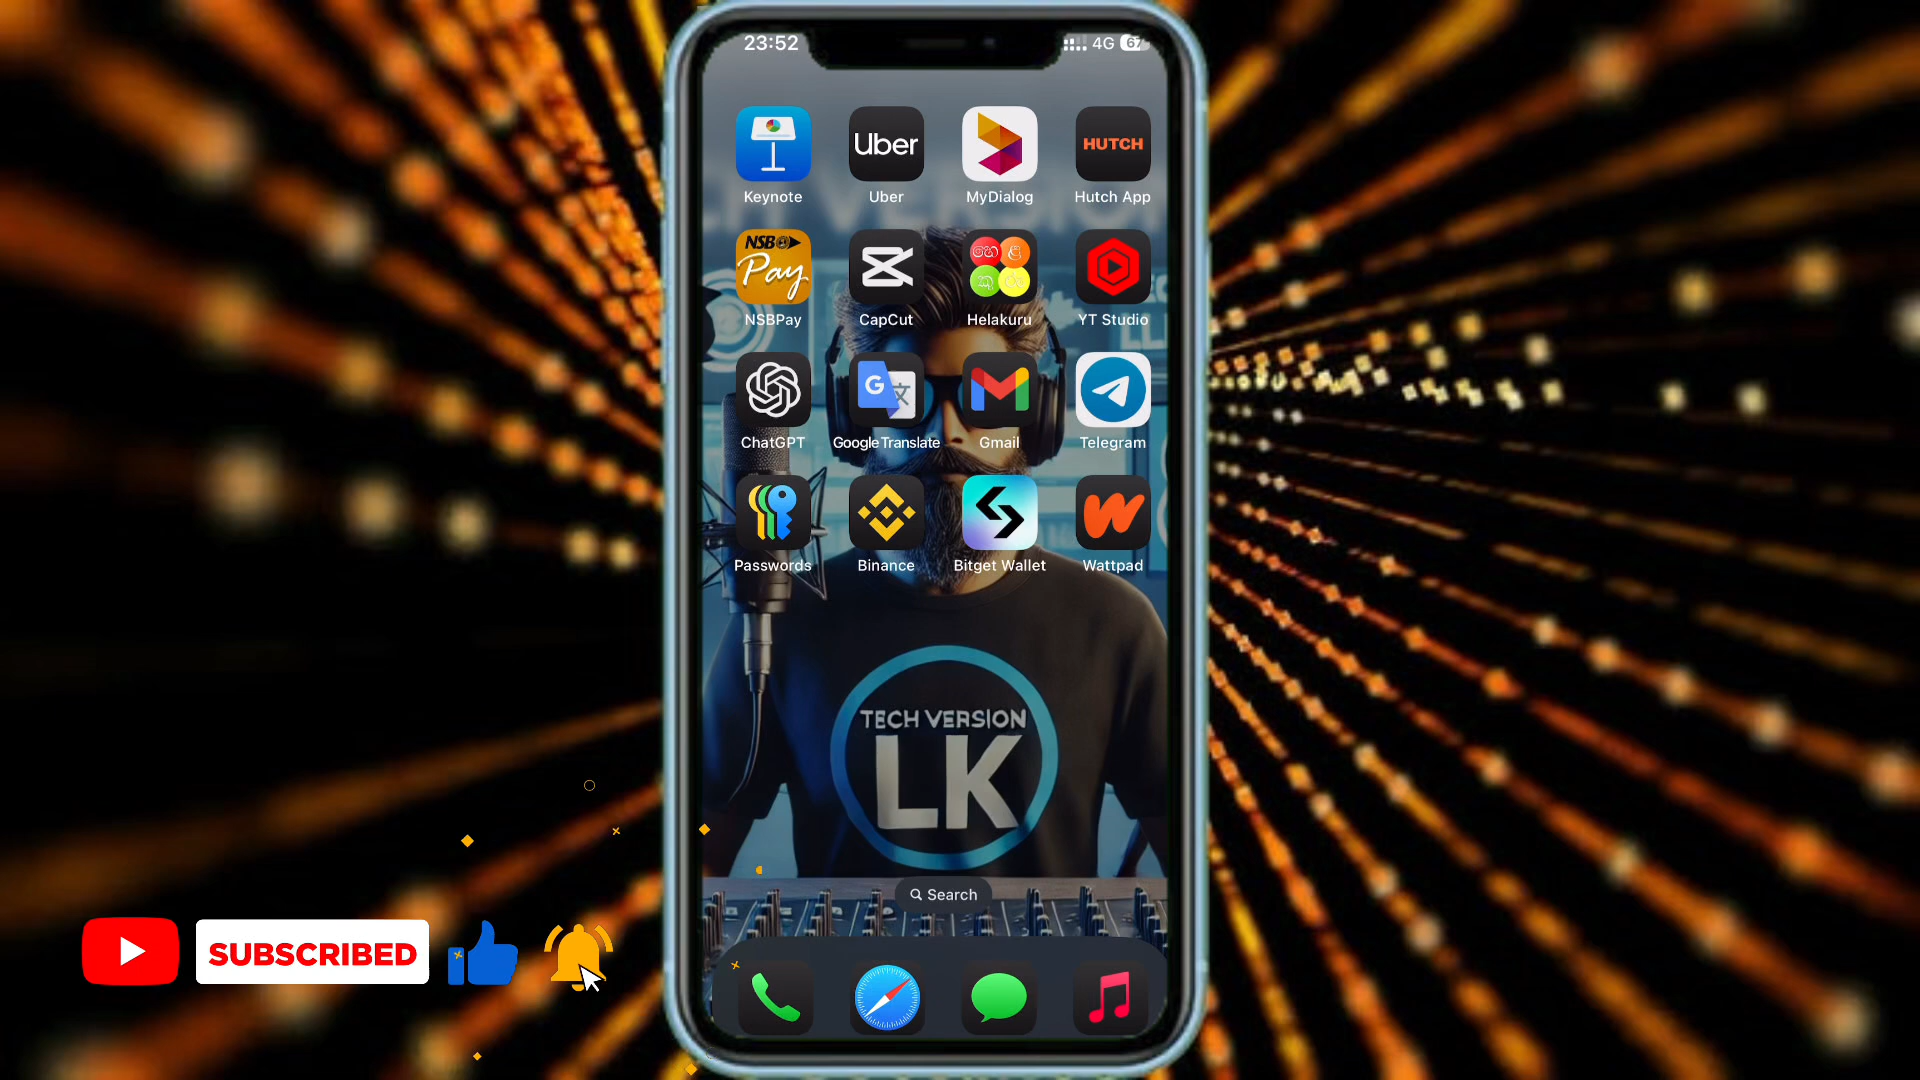 23:52
4G 67
Uber
HUTCH
Keynote
Uber
MyDialog
Hutch App
NSB
Pay
NSBPay
CapCut
Helakuru
YT Studio
G
ChatGPT
Google Translate
Gmail
Telegram
Passwords
Binance
Bitget Wallet
Wattpad
TECH VERSION
LK
Search
SUBSCRIBED